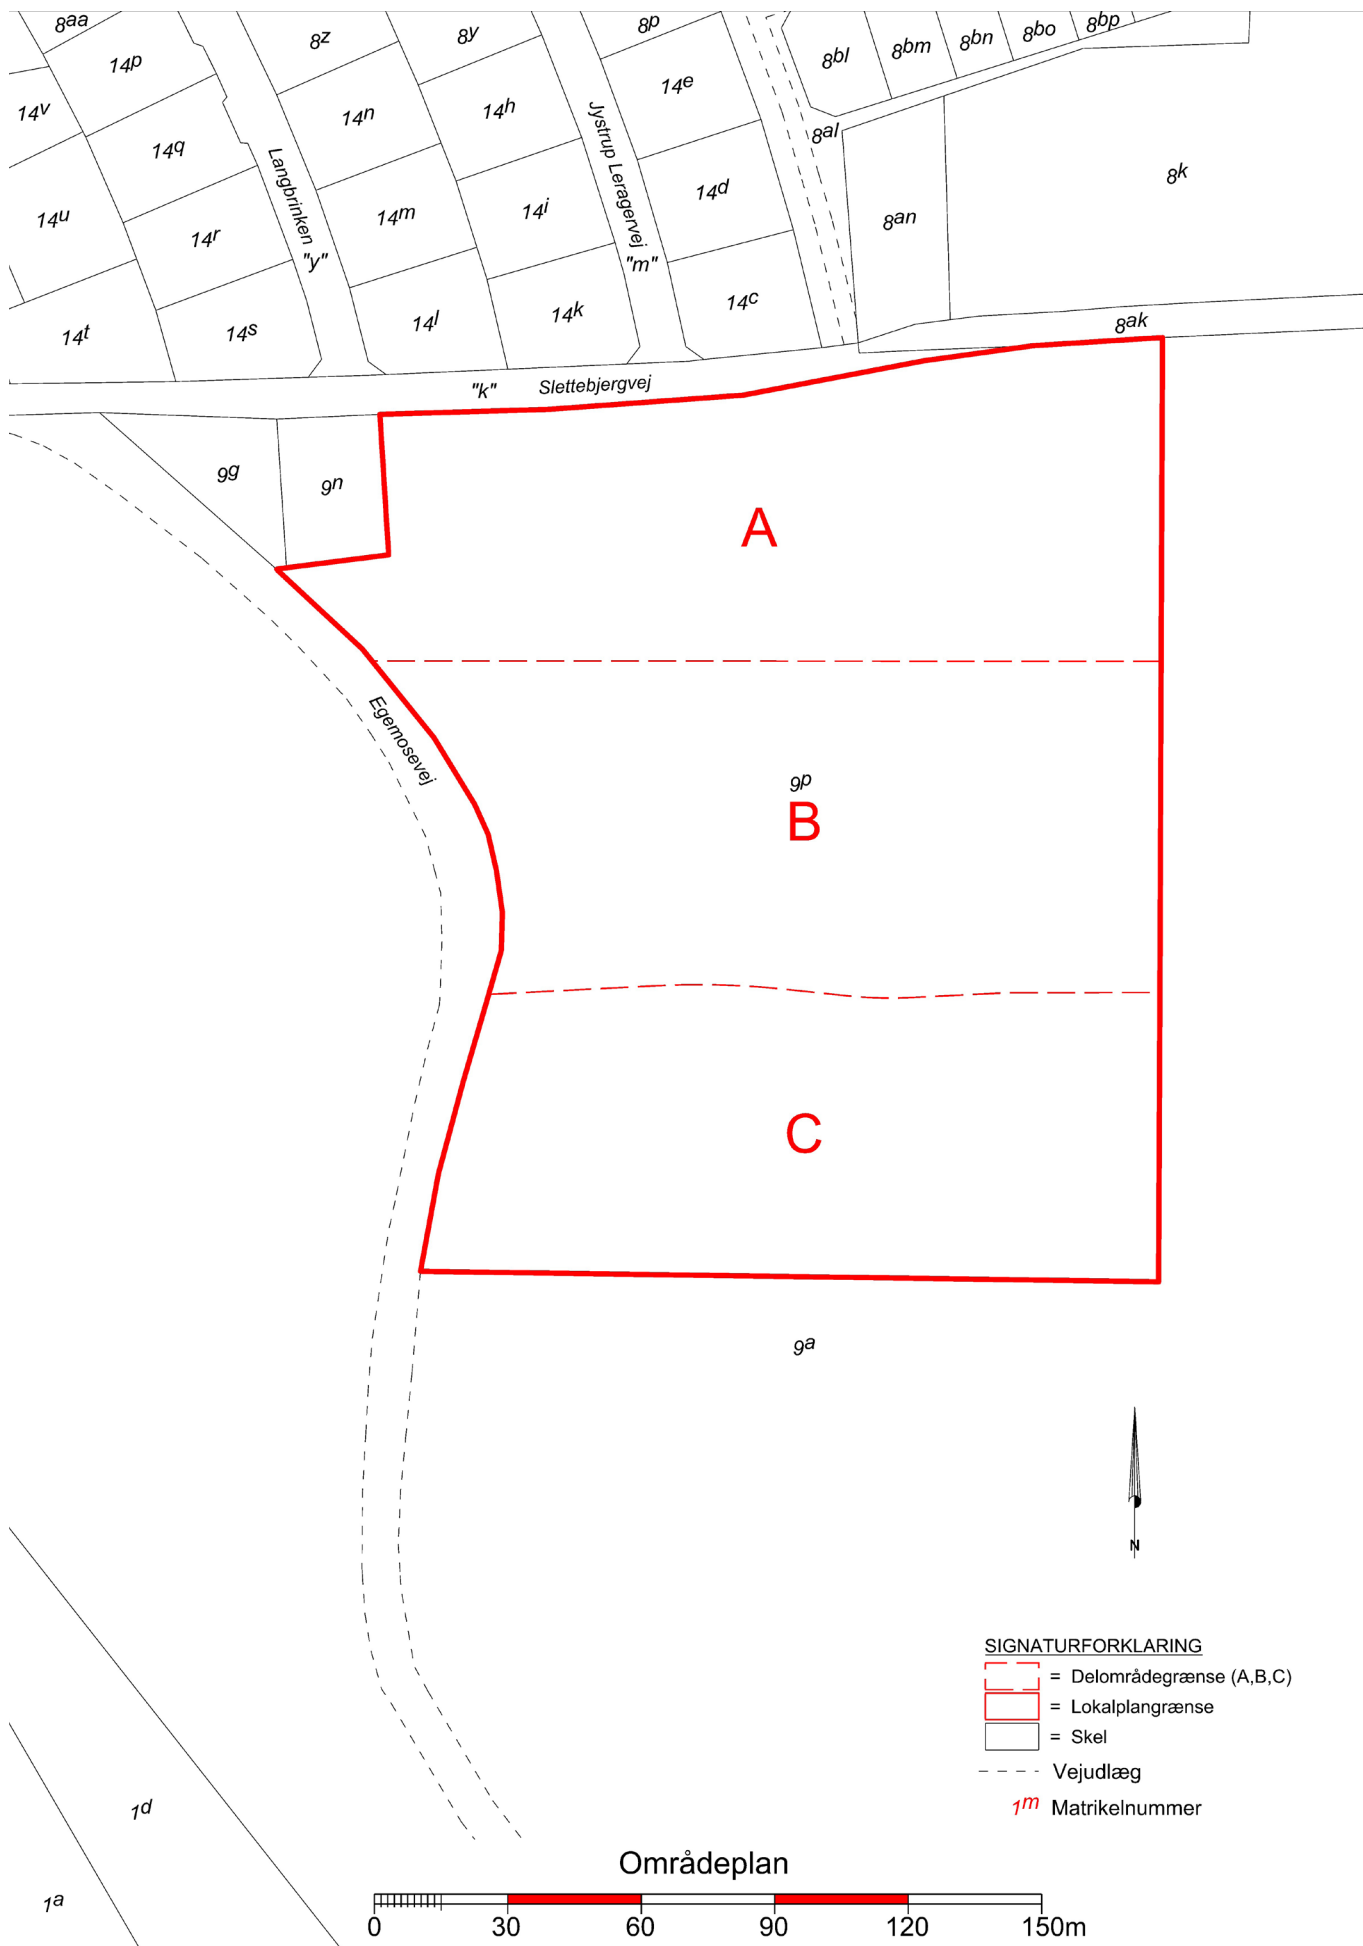 8aa
8z
8y
8p
8bl
8bm
8bn
8bo
8bp
14p
14v
14n
14h
14e
14q
8al
8k
14u
14r
Langbrinken
"y"
14m
14i
Jystrup Leragervej
"m"
14d
8an
14t
14s
14l
14k
14c
8ak
"k"
Slettebjergvej
9g
9n
A
Egemosevej
9p
B
C
9a
N
SIGNATURFORKLARING
= Delområdegrænse (A,B,C)
= Lokalplangrænse
= Skel
Vejudlæg
1m Matrikelnummer
1d
1a
Områdeplan
0 30 60 90 120 150m